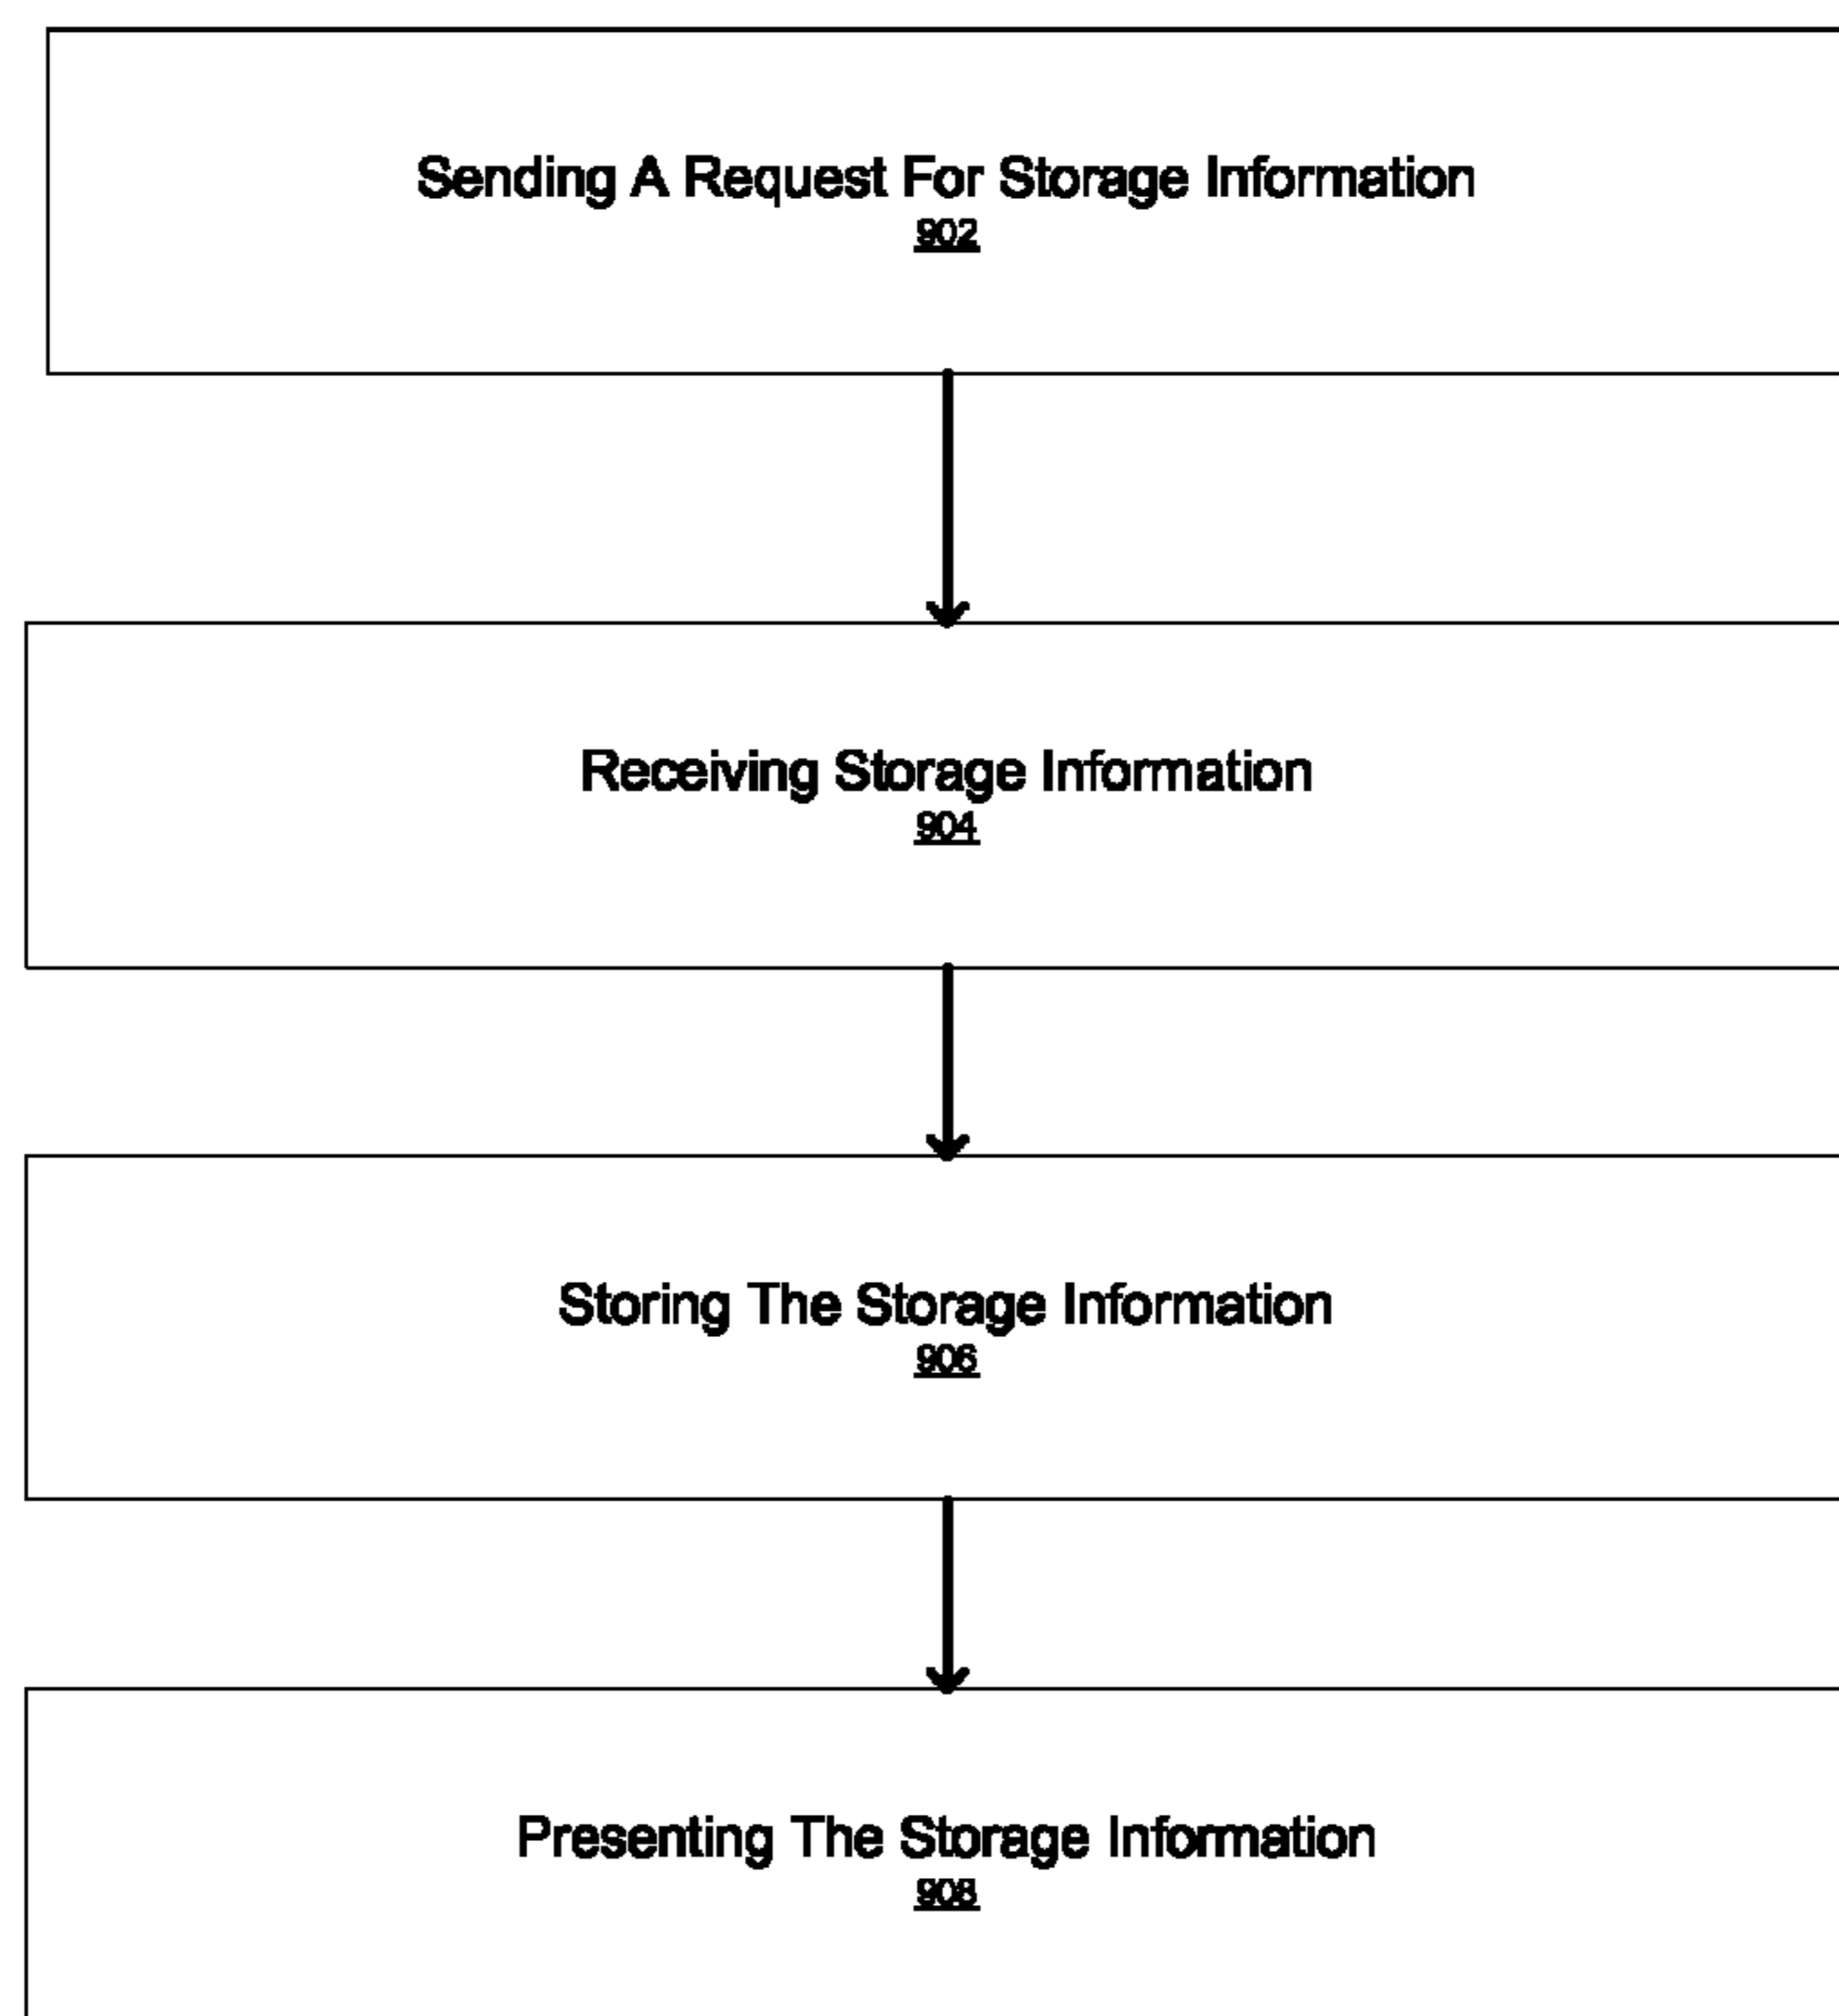 Sending A Request For Storage Information
902
Receiving Storage Information
904
Storing The Storage Information
906
Presenting The Storage Information
908